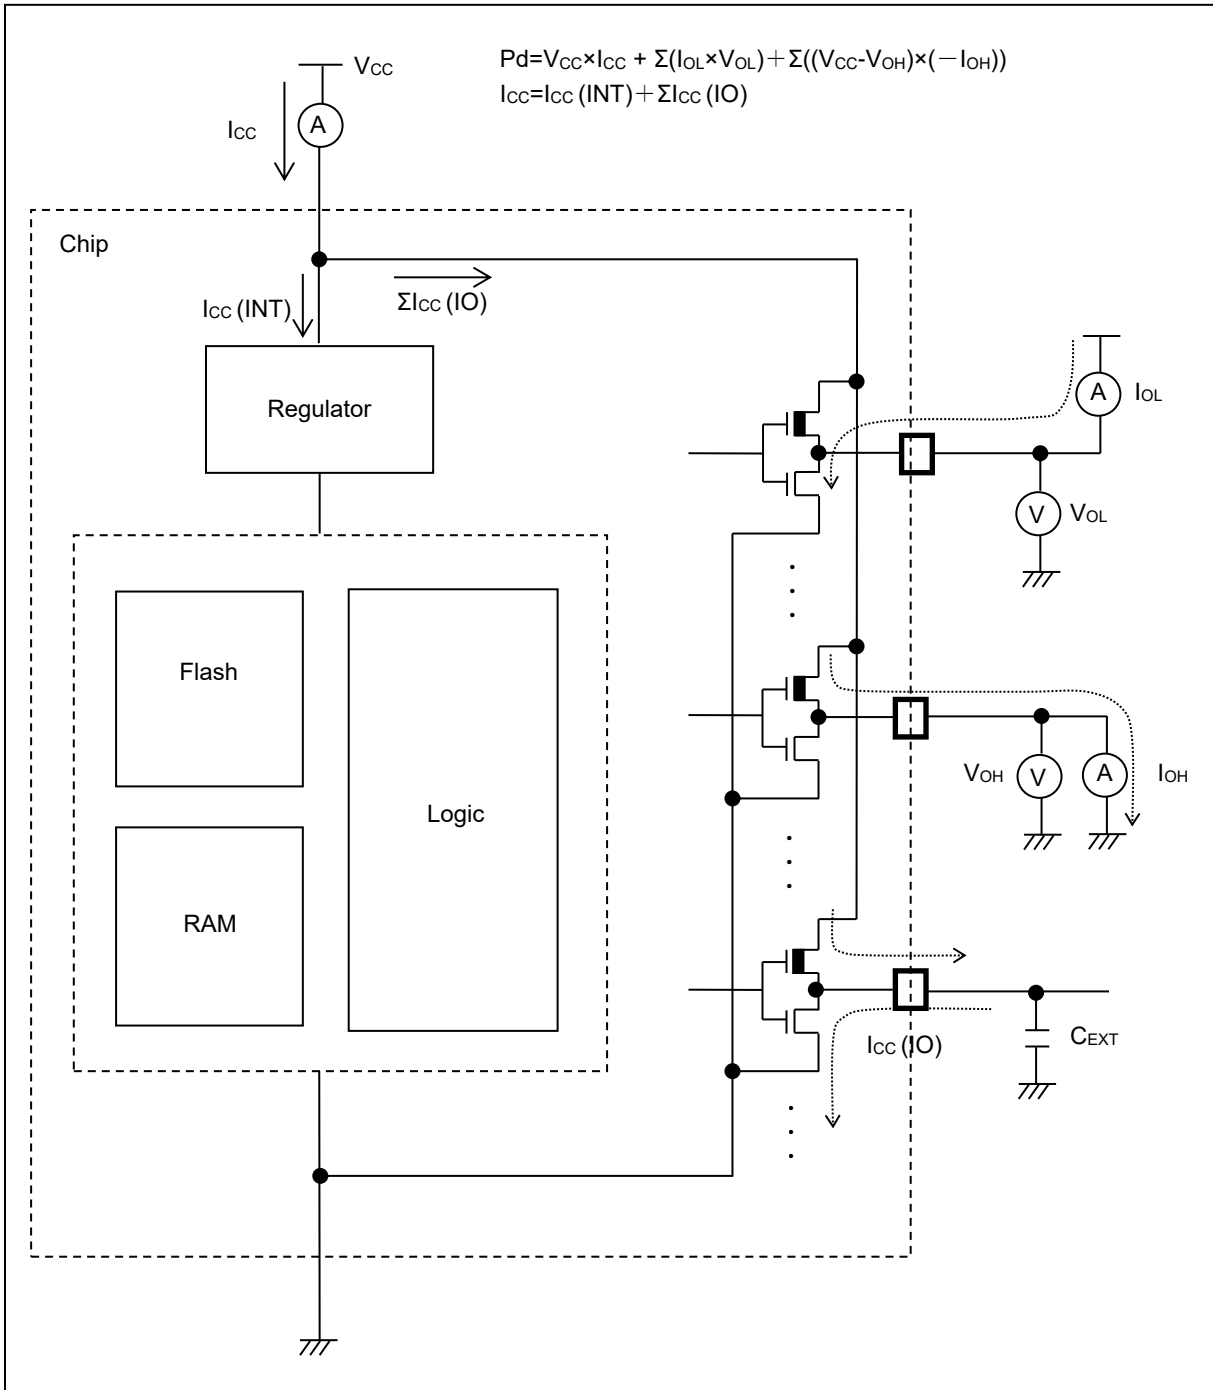 Pd=VCC×ICC + Σ(IOL×VOL)+Σ((VCC-VOH)×(-IOH))
ICC=ICC (INT)+ΣICC (IO)
VCC
A
ICC
Chip
ICC (INT)
ΣICC (IO)
Regulator
A
IOL
V
VOL
Flash
Logic
RAM
VOH
V
A
IOH
ICC (IO)
CEXT